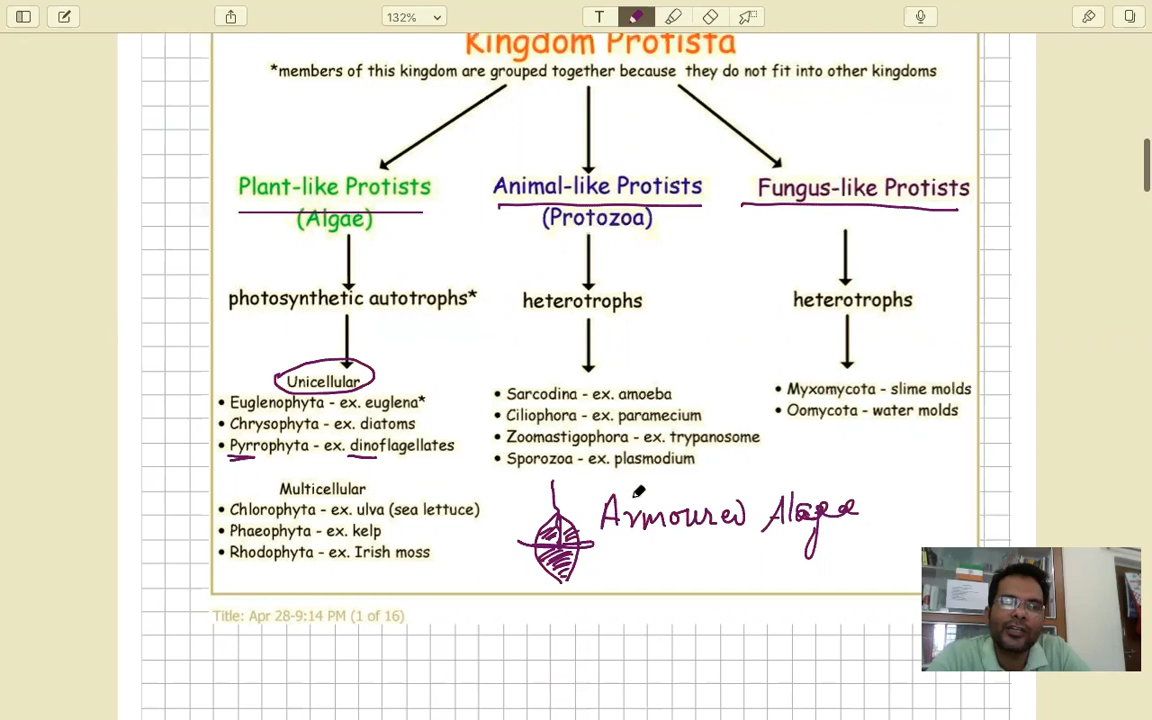 132%
T
Kingdom Protista
*members of this kingdom are grouped together because they do not fit into other kingdoms
Plant-like Protists
(Algae)
Animal-like Protists
(Protozoa)
Fungus-like Protists
photosynthetic autotrophs*
heterotrophs
heterotrophs
Unicellular
• Euglenophyta - ex. euglena*
• Chrysophyta - ex. diatoms
• Pyrrophyta - ex. dinoflagellates
Multicellular
• Chlorophyta - ex. ulva (sea lettuce)
• Phaeophyta - ex. kelp
• Rhodophyta - ex. Irish moss
• Sarcodina - ex. amoeba
• Ciliophora - ex. paramecium
• Zoomastigophora - ex. trypanosome
• Sporozoa - ex. plasmodium
• Myxomycota - slime molds
• Oomycota - water molds
Armoured
Title: Apr 28-9:14 PM (1 of 16)